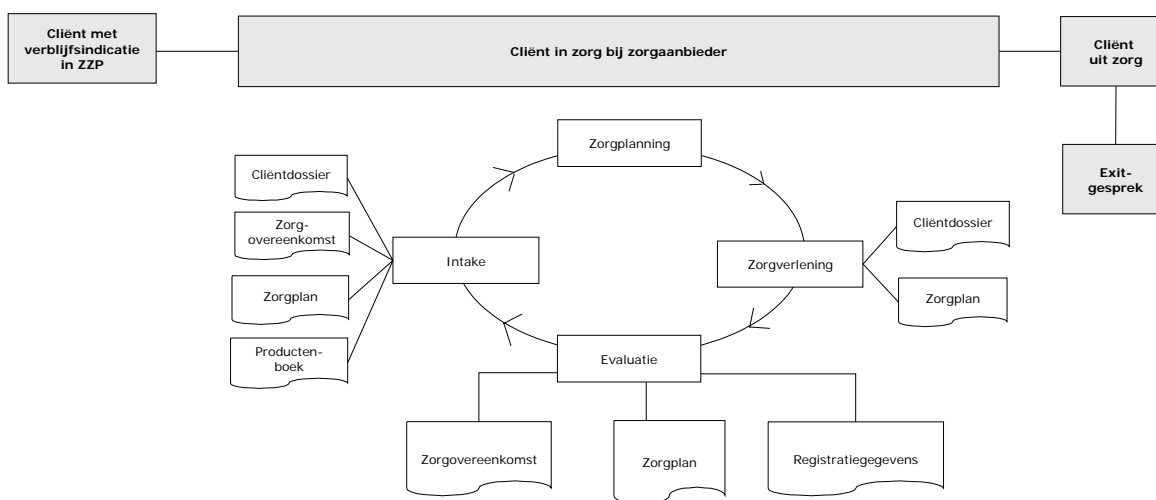 Cliënt met
verblijfsindicatie
in ZZP
Cliënt in zorg bij zorgaanbieder
Cliënt
uit zorg
Zorgplanning
Exit-
gesprek
Cliëntdossier
Zorg-
overeenkomst
Zorgplan
Producten-
boek
Intake
Zorgverlening
Cliëntdossier
Zorgplan
Evaluatie
Zorgovereenkomst
Zorgplan
Registratiegegevens